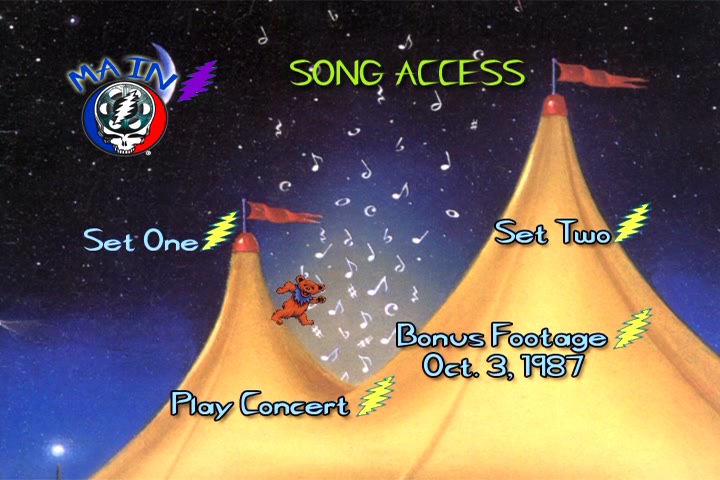 MAIN
SONG ACCESS
Set One
Set Two
Bonus Footage
Oct. 3, 1987
Play Concert
®